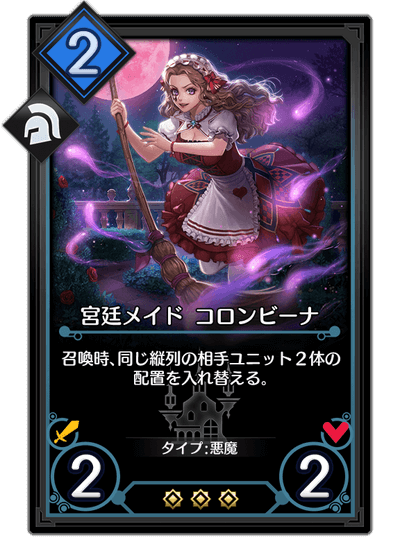 2
宮廷メイド コロンビーナ
召喚時、同じ縦列の相手ユニット２体の
配置を入れ替える。
タイプ:悪魔
2 2